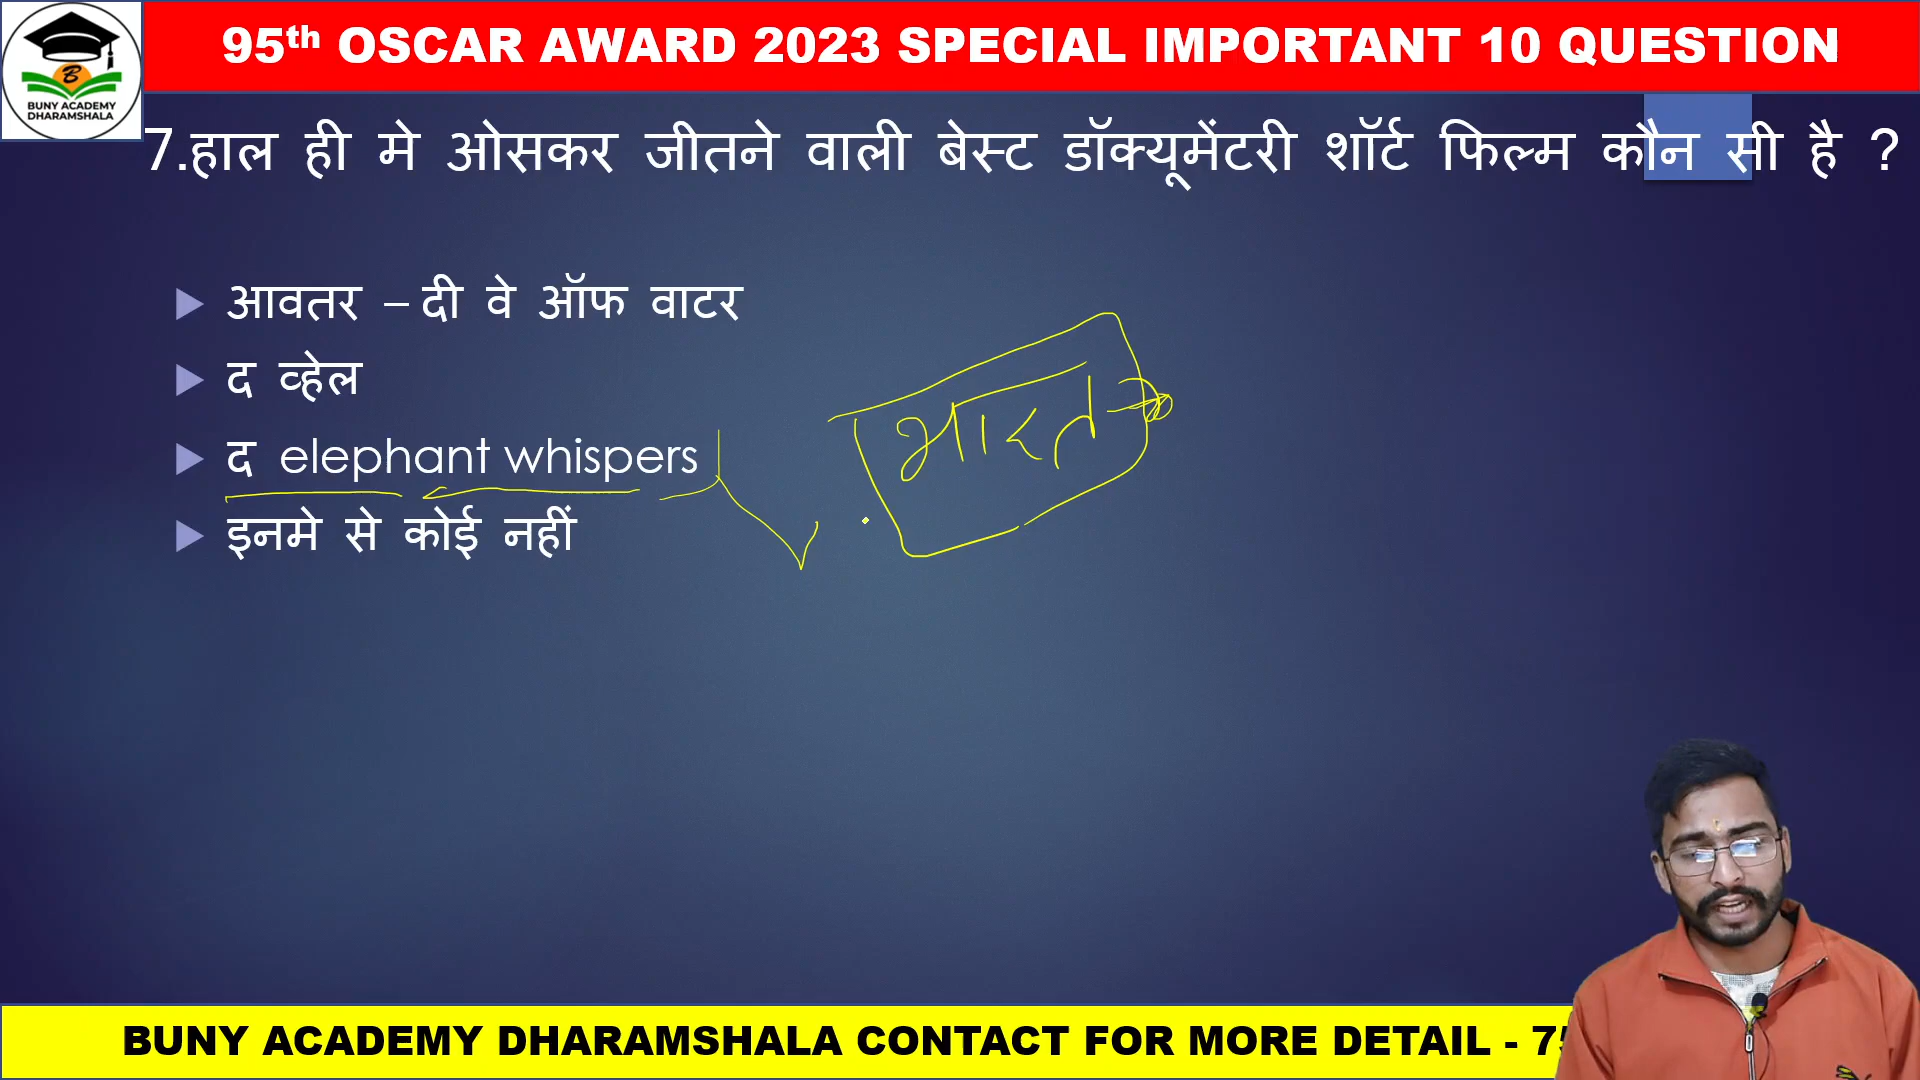 95th OSCAR AWARD 2023 SPECIAL IMPORTANT 10 QUESTION
BUNY ACADEMY
DHARAMSHALA
7.हाल ही मे ओसकर जीतने वाली बेस्ट डॉक्यूमेंटरी शॉर्ट फिल्म कौन सी है ?
आवतर – दी वे ऑफ वाटर
द व्हेल
द elephant whispers
इनमे से कोई नहीं
भारत
BUNY ACADEMY DHARAMSHALA CONTACT FOR MORE DETAIL - 75